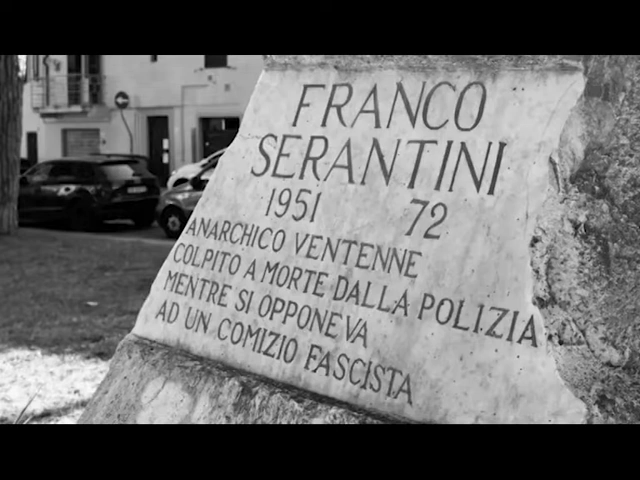 FRANCO
SERANTINI
1951 72
ANARCHICO VENTENNE
COLPITO A MORTE DALLA POLIZIA
MENTRE SI OPPONEVA
AD UN COMIZIO FASCISTA